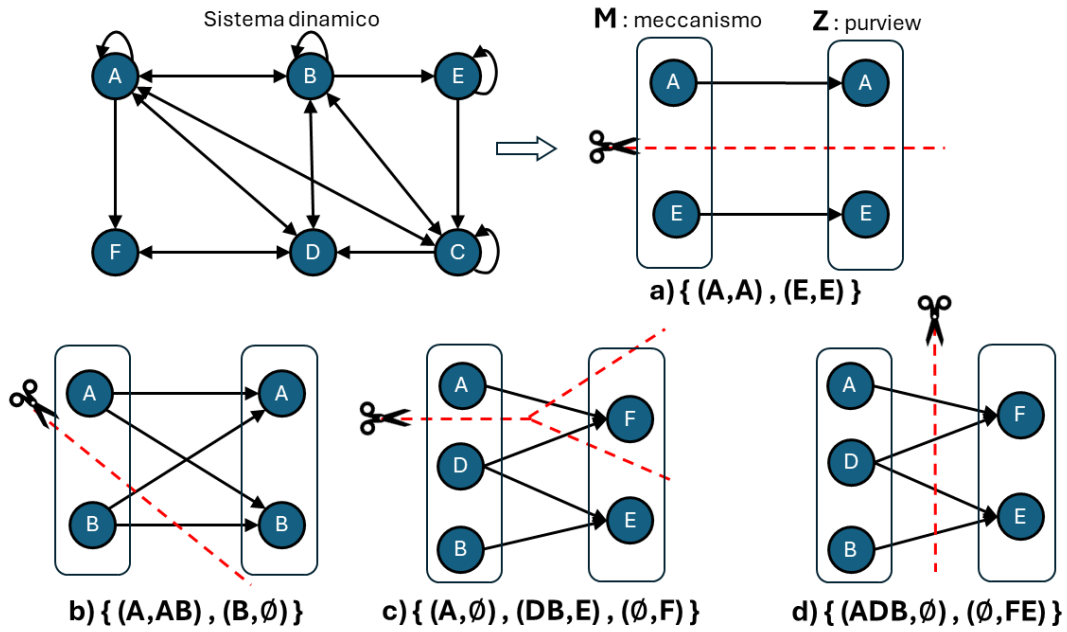 Sistema dinamico
A
B
E
F
D
C
M : meccanismo
Z : purview
A
A
E
E
a) { (A,A) , (E,E) }
A
A
B
B
b) { (A,AB) , (B,∅) }
A
F
D
E
B
c) { (A,∅) , (DB,E) , (∅,F) }
A
F
D
E
B
d) { (ADB,∅) , (∅,FE) }